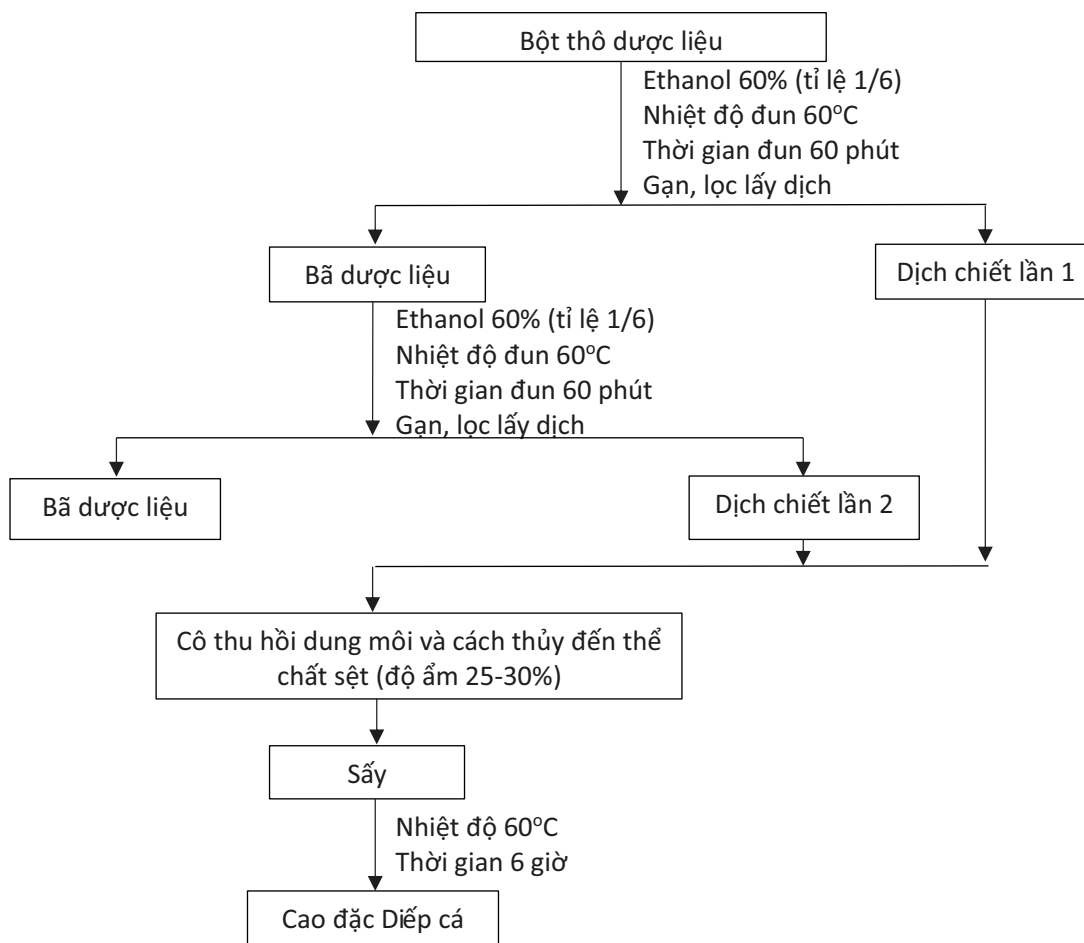 Bột thô dược liệu
Ethanol 60% (tỉ lệ 1/6)
Nhiệt độ đun 60°C
Thời gian đun 60 phút
Gạn, lọc lấy dịch
Bã dược liệu
Dịch chiết lần 1
Ethanol 60% (tỉ lệ 1/6)
Nhiệt độ đun 60°C
Thời gian đun 60 phút
Gạn, lọc lấy dịch
Bã dược liệu
Dịch chiết lần 2
Cô thu hồi dung môi và cách thủy đến thể
chất sệt (độ ẩm 25-30%)
Sấy
Nhiệt độ 60°C
Thời gian 6 giờ
Cao đặc Diếp cá